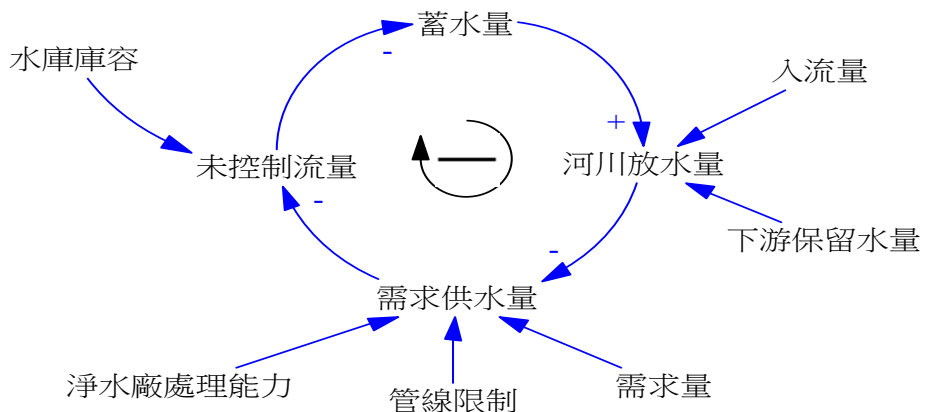 蓄水量
水庫庫容
-
入流量
+
未控制流量
河川放水量
-
下游保留水量
-
需求供水量
淨水廠處理能力
管線限制
需求量